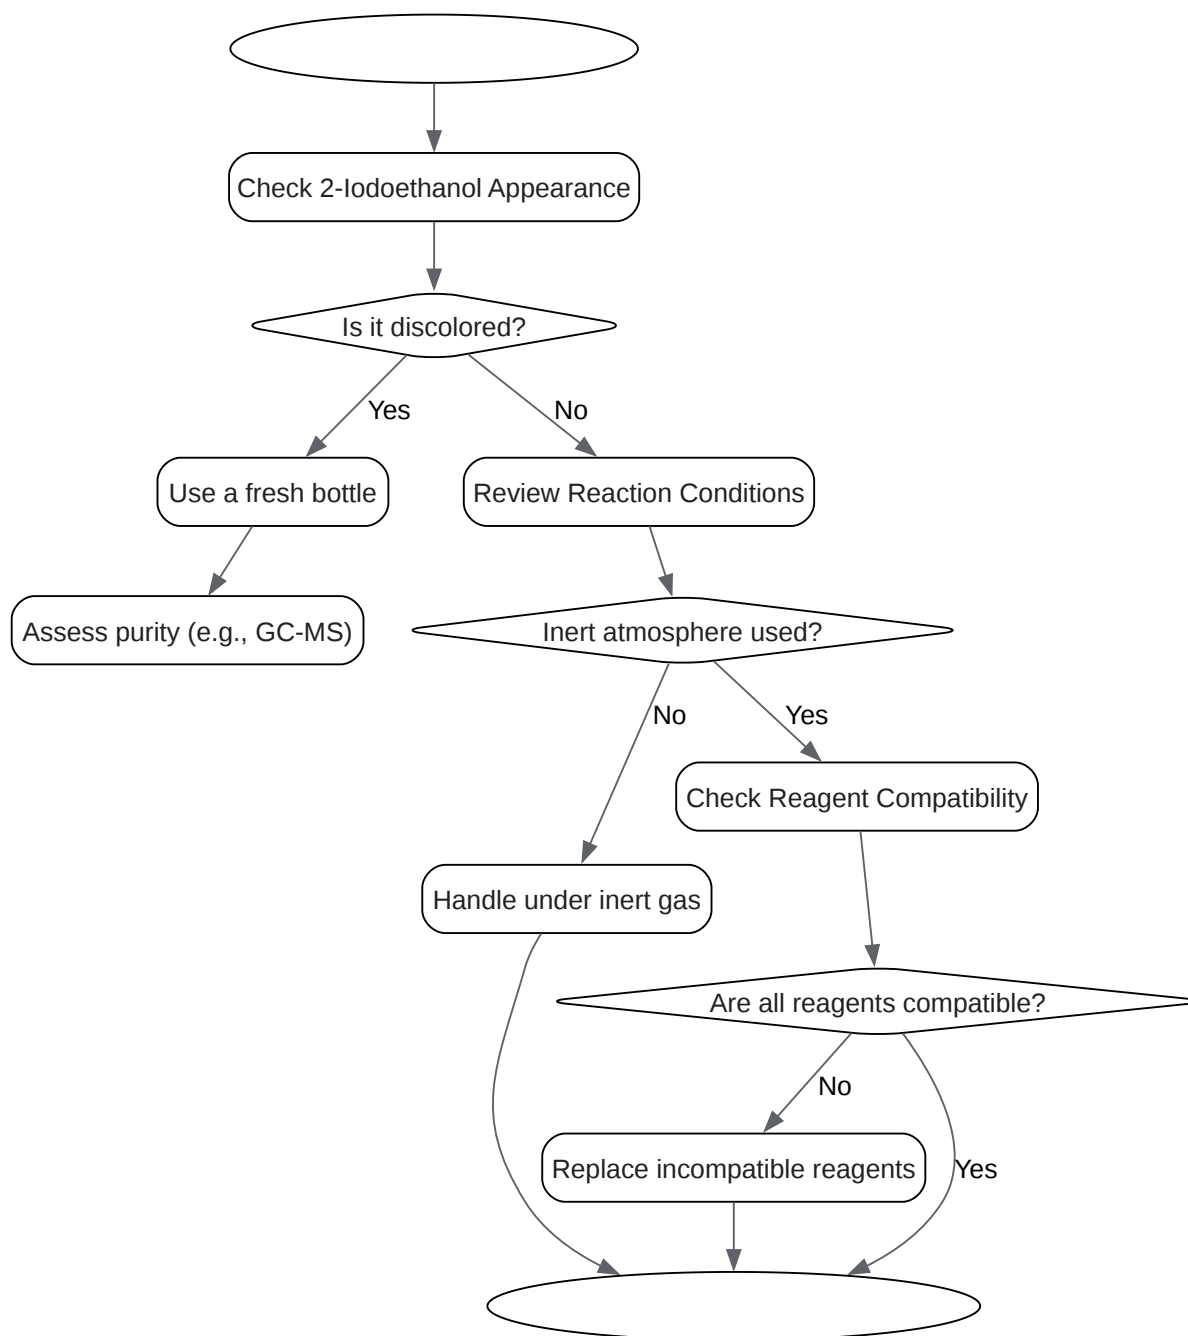 Check 2-Iodoethanol Appearance
Is it discolored?
Yes
No
Use a fresh bottle
Review Reaction Conditions
Assess purity (e.g., GC-MS)
Inert atmosphere used?
No
Yes
Check Reagent Compatibility
Handle under inert gas
Are all reagents compatible?
No
Replace incompatible reagents
Yes